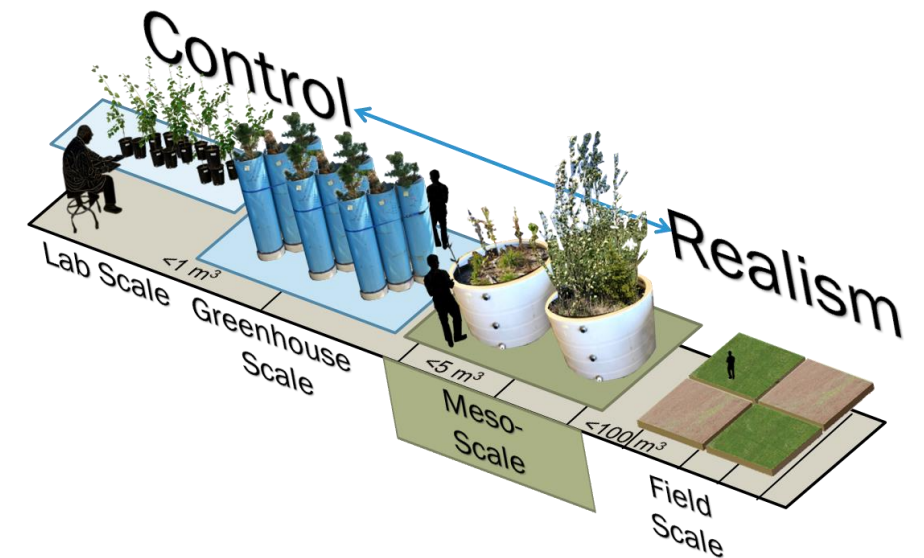 Control
Realism
Lab Scale
<1 m³
Greenhouse
Scale
<5 m³
Meso-
Scale
<100 m³
Field
Scale